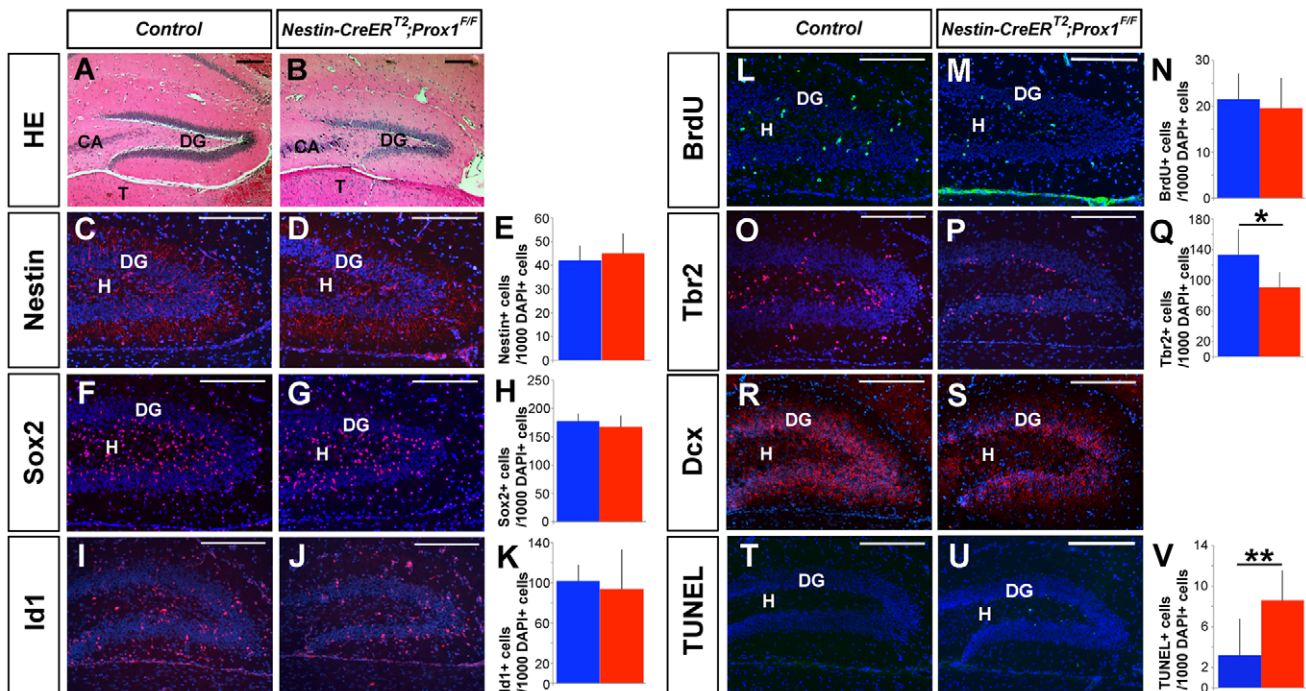 Control
Nestin-CreER^T2;Prox1^F/F
HE
A
CA
DG
T
B
CA
DG
T
Nestin
C
DG
H
D
DG
H
E
Nestin+ cells
/1000 DAPI+ cells
60
50
40
30
20
10
0
Sox2
F
DG
H
G
DG
H
H
Sox2+ cells
/1000 DAPI+ cells
250
200
150
100
50
0
Id1
I
J
K
Id1+ cells
/1000 DAPI+ cells
140
100
60
20
0
Control
Nestin-CreER^T2;Prox1^F/F
BrdU
L
DG
H
M
DG
H
N
BrdU+ cells
/1000 DAPI+ cells
30
20
10
0
Tbr2
O
P
Q
Tbr2+ cells
/1000 DAPI+ cells
180
140
100
60
20
0
*
Dcx
R
DG
H
S
DG
H
TUNEL
T
DG
H
U
DG
H
V
TUNEL+ cells
/1000 DAPI+ cells
14
10
6
2
0
**